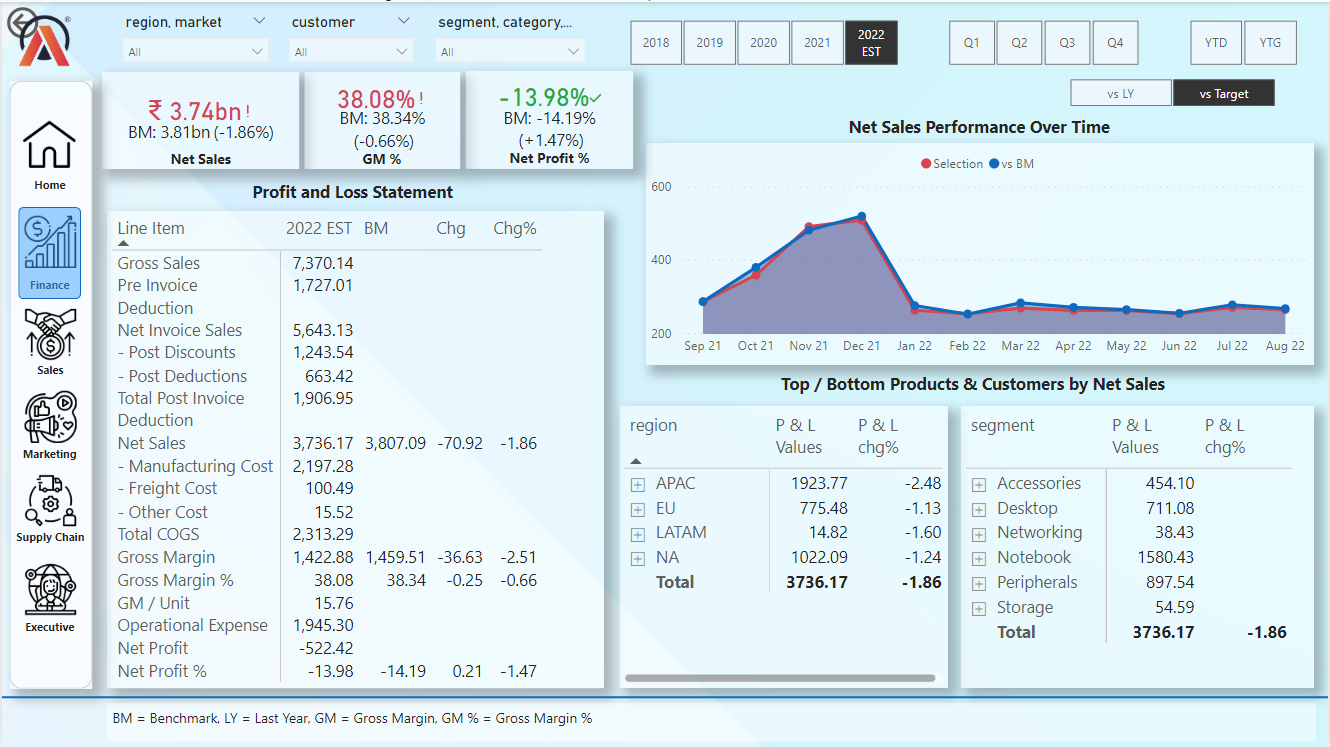 region, market
customer
segment, category,...
All
All
All
2018
2019
2020
2021
2022
EST
Q1
Q2
Q3
Q4
YTD
YTG
vs LY
vs Target
₹ 3.74bn !
BM: 3.81bn (-1.86%)
Net Sales
38.08% !
BM: 38.34%
(-0.66%)
GM %
-13.98%✓
BM: -14.19%
(+1.47%)
Net Profit %
Home
Finance
Sales
Marketing
Supply Chain
Executive
Profit and Loss Statement
Line Item 2022 EST BM Chg Chg%
Gross Sales 7,370.14
Pre Invoice 1,727.01
Deduction
Net Invoice Sales 5,643.13
- Post Discounts 1,243.54
- Post Deductions 663.42
Total Post Invoice 1,906.95
Deduction
Net Sales 3,736.17 3,807.09 -70.92 -1.86
- Manufacturing Cost 2,197.28
- Freight Cost 100.49
- Other Cost 15.52
Total COGS 2,313.29
Gross Margin 1,422.88 1,459.51 -36.63 -2.51
Gross Margin % 38.08 38.34 -0.25 -0.66
GM / Unit 15.76
Operational Expense 1,945.30
Net Profit -522.42
Net Profit % -13.98 -14.19 0.21 -1.47
Net Sales Performance Over Time
Selection vs BM
600
400
200
Sep 21 Oct 21 Nov 21 Dec 21 Jan 22 Feb 22 Mar 22 Apr 22 May 22 Jun 22 Jul 22 Aug 22
Top / Bottom Products & Customers by Net Sales
region P & L P & L
Values chg%
APAC 1923.77 -2.48
EU 775.48 -1.13
LATAM 14.82 -1.60
NA 1022.09 -1.24
Total 3736.17 -1.86
segment P & L P & L
Values chg%
Accessories 454.10
Desktop 711.08
Networking 38.43
Notebook 1580.43
Peripherals 897.54
Storage 54.59
Total 3736.17 -1.86
BM = Benchmark, LY = Last Year, GM = Gross Margin, GM % = Gross Margin %